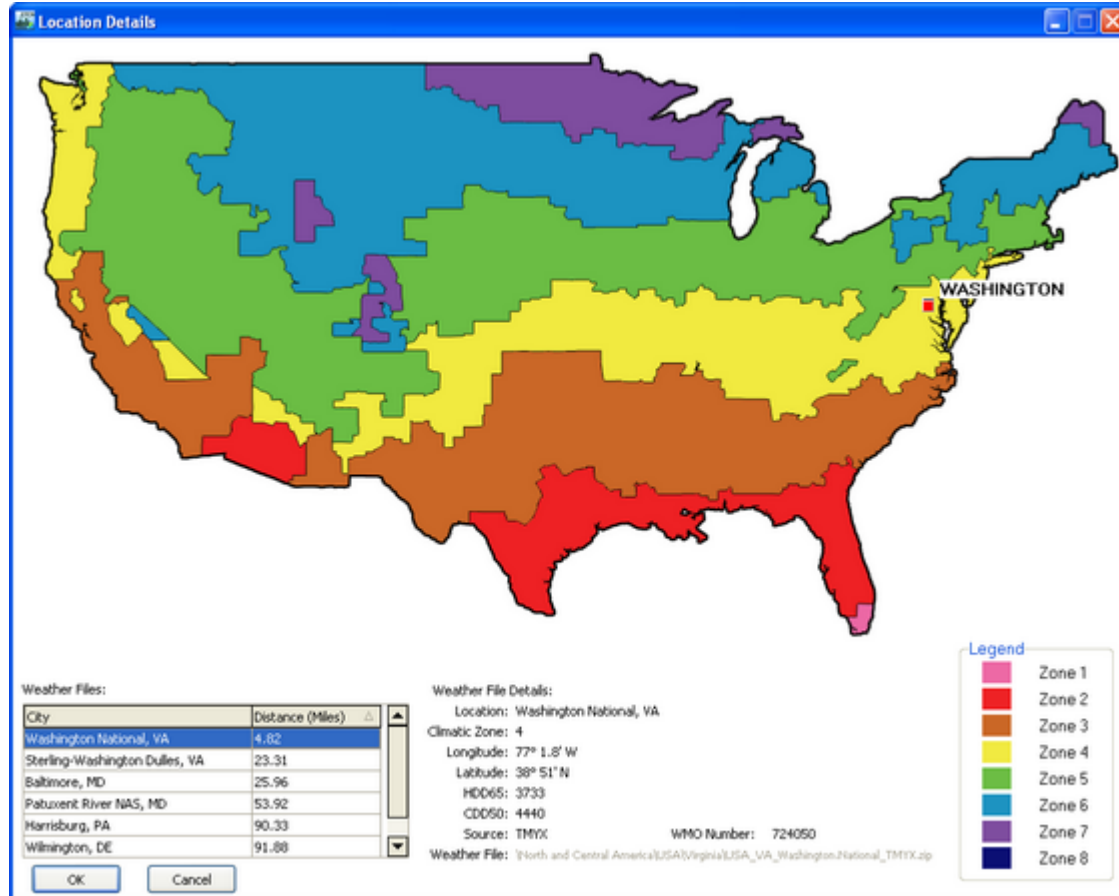 Location Details
WASHINGTON
Legend
Zone 1
Zone 2
Zone 3
Zone 4
Zone 5
Zone 6
Zone 7
Zone 8
Weather Files:
City Distance (Miles)
Washington National, VA 4.82
Sterling-Washington Dulles, VA 23.31
Baltimore, MD 25.96
Patuxent River NAS, MD 53.92
Harrisburg, PA 90.33
Wilmington, DE 91.88
OK Cancel
Weather File Details:
Location: Washington National, VA
Climatic Zone: 4
Longitude: 77° 1.8' W
Latitude: 38° 51' N
HDD65: 3733
CDD50: 4440
Source: TMYX WMO Number: 724050
Weather File: \North and Central America\USA\Virginia\USA_VA_Washington.National_TMYX.zip